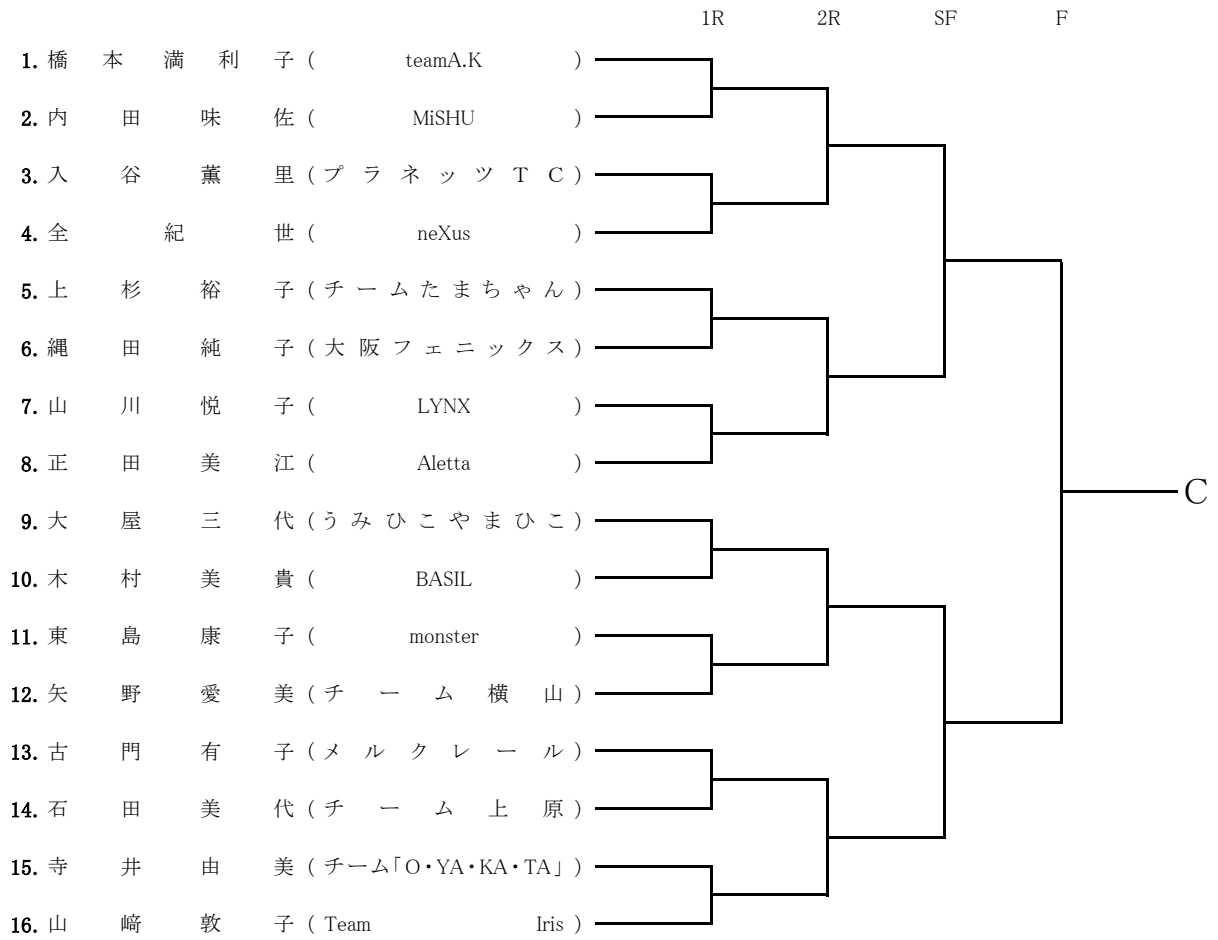 1R 2R SF F
1. 橋本満利子 ( teamA.K )
2. 内田味佐 ( MiSHU )
3. 入谷薫里 ( プラネッツTC )
4. 全紀世 ( neXus )
5. 上杉裕子 ( チームたまちゃん )
6. 縄田純子 ( 大阪フェニックス )
7. 山川悦子 ( LYNX )
8. 正田美江 ( Aletta )
C
9. 大屋三代 ( うみひこやまひこ )
10. 木村美貴 ( BASIL )
11. 東島康子 ( monster )
12. 矢野愛美 ( チーム横山 )
13. 古門有子 ( メルクレール )
14. 石田美代 ( チーム上原 )
15. 寺井由美 ( チーム「O・YA・KA・TA」 )
16. 山﨑敦子 ( Team Iris )